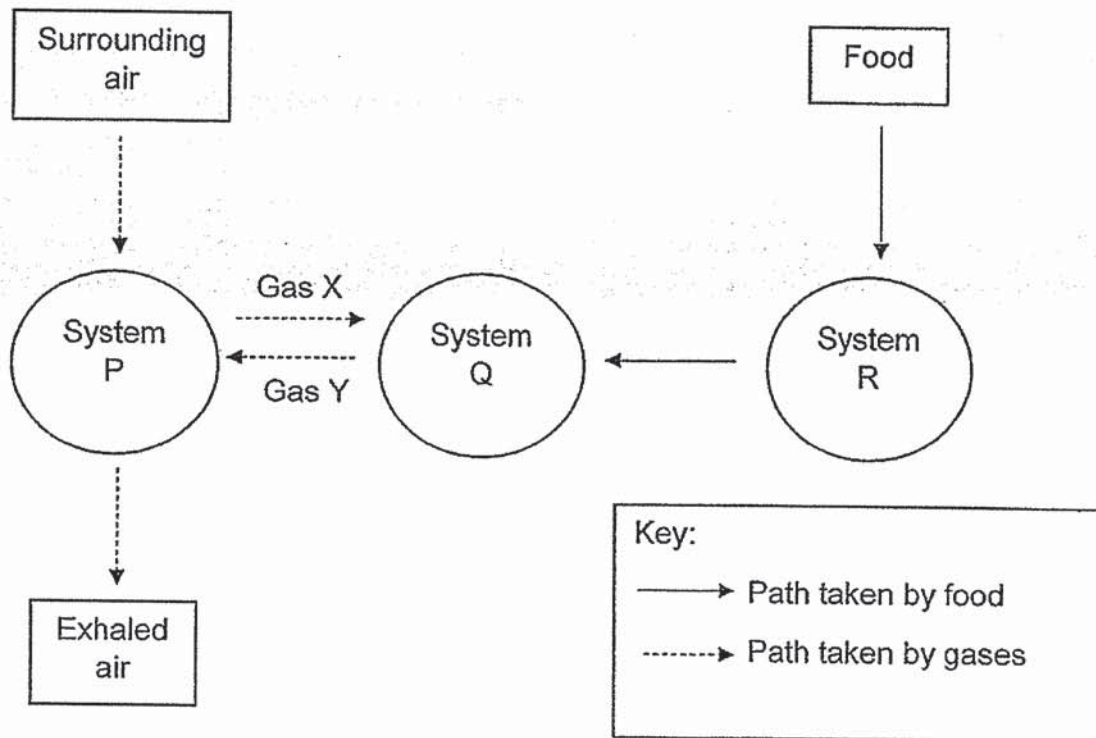 Surrounding
air
Food
System
P
Gas X
Gas Y
System
Q
System
R
Exhaled
air
Key:
Path taken by food
Path taken by gases